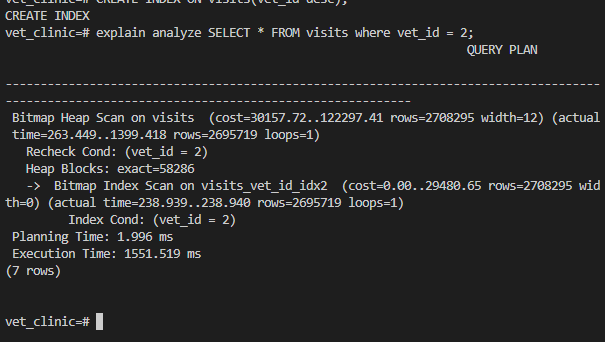 vet_clinic=# CREATE INDEX ON visits(vet_id desc);
CREATE INDEX
vet_clinic=# explain analyze SELECT * FROM visits where vet_id = 2;
QUERY PLAN
-------------------------------------------------------------------------------------
----------------------------------------------------------
Bitmap Heap Scan on visits  (cost=30157.72..122297.41 rows=2708295 width=12) (actual
time=263.449..1399.418 rows=2695719 loops=1)
Recheck Cond: (vet_id = 2)
Heap Blocks: exact=58286
->  Bitmap Index Scan on visits_vet_id_idx2  (cost=0.00..29480.65 rows=2708295 wid
th=0) (actual time=238.939..238.940 rows=2695719 loops=1)
Index Cond: (vet_id = 2)
Planning Time: 1.996 ms
Execution Time: 1551.519 ms
(7 rows)
vet_clinic=#